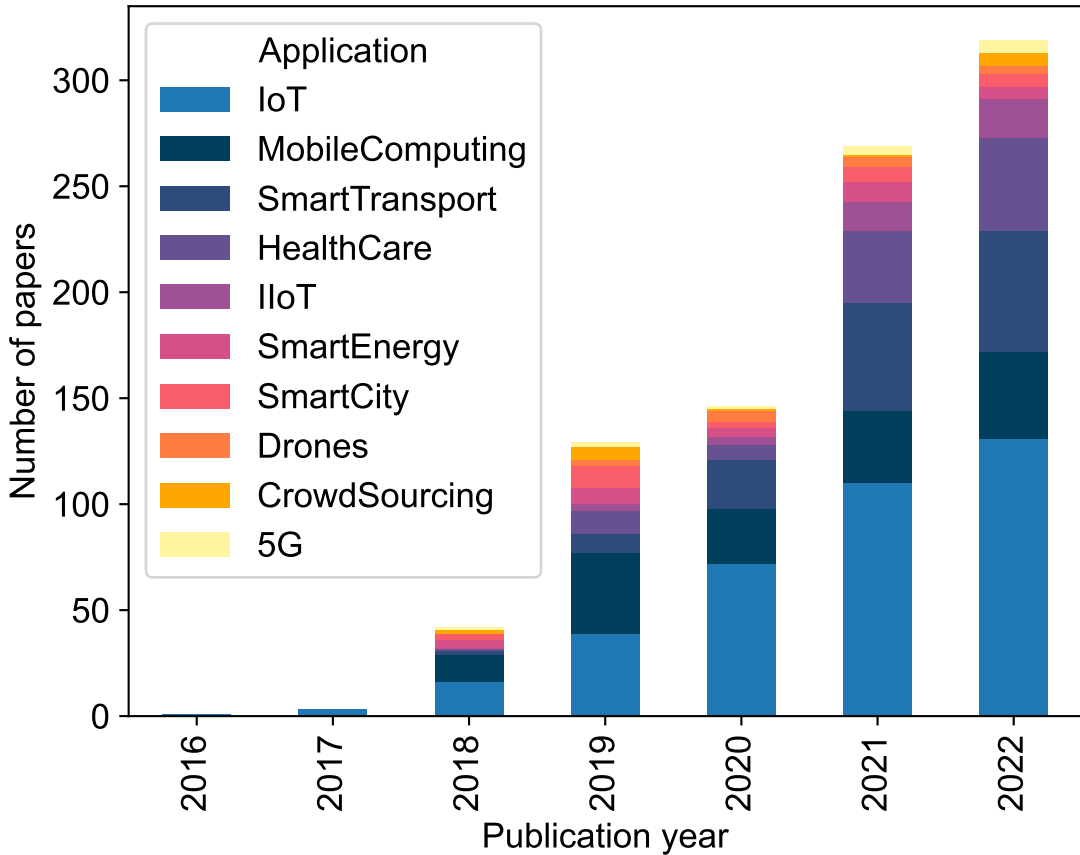 Application
IoT
MobileComputing
SmartTransport
HealthCare
IIoT
SmartEnergy
SmartCity
Drones
CrowdSourcing
5G
Number of papers
300
250
200
150
100
50
0
2016
2017
2018
2019
2020
2021
2022
Publication year